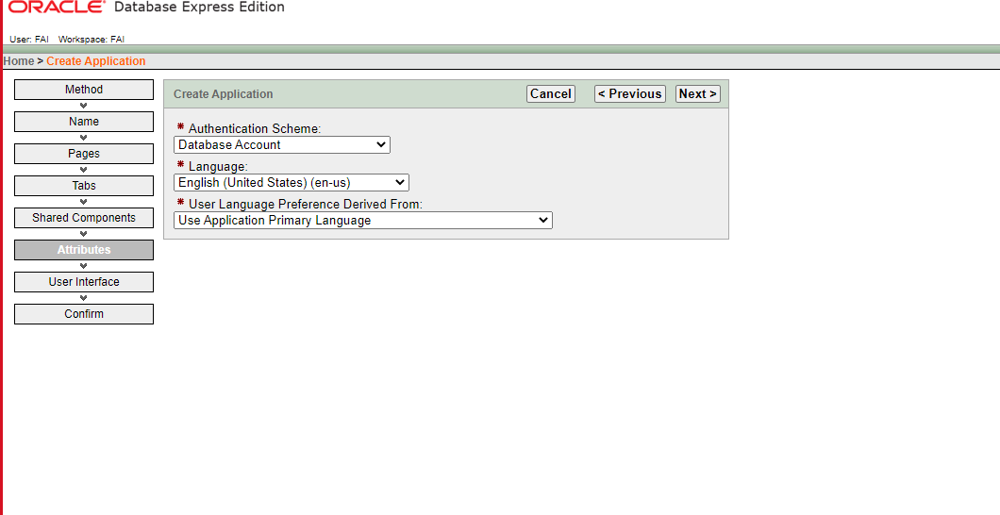 ORACLE Database Express Edition
User: FAI Workspace: FAI
Home > Create Application
Method
Name
Pages
Tabs
Shared Components
Attributes
User Interface
Confirm
Create Application
Cancel
< Previous
Next >
* Authentication Scheme:
Database Account
* Language:
English (United States) (en-us)
* User Language Preference Derived From:
Use Application Primary Language